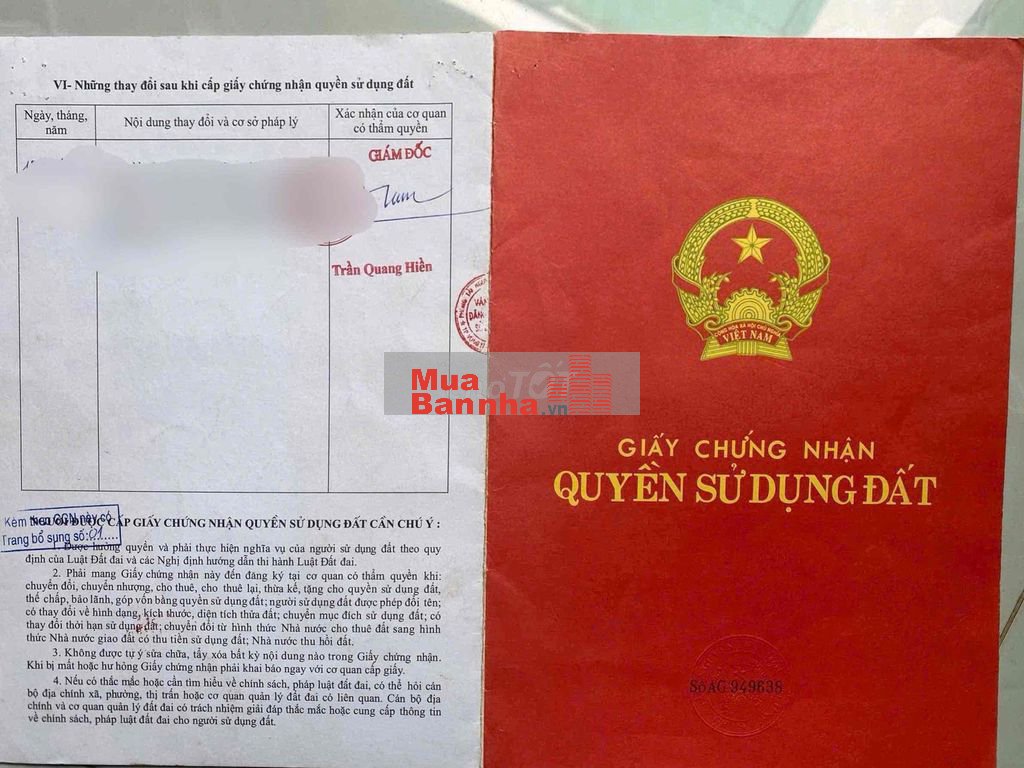 VI- Những thay đổi sau khi cấp giấy chứng nhận quyền sử dụng đất
Ngày, tháng, năm
Nội dung thay đổi và cơ sở pháp lý
Xác nhận của cơ quan có thẩm quyền
GIÁM ĐỐC
Trần Quang Hiền
Kèm theo GCN này có
Trang bổ sung số: 01
NGƯỜI ĐƯỢC CẤP GIẤY CHỨNG NHẬN QUYỀN SỬ DỤNG ĐẤT CẦN CHÚ Ý :
1. Được hưởng quyền và phải thực hiện nghĩa vụ của người sử dụng đất theo quy
định của Luật Đất đai và các Nghị định hướng dẫn thi hành Luật Đất đai.
2. Phải mang Giấy chứng nhận này đến đăng ký tại cơ quan có thẩm quyền khi:
chuyển đổi, chuyển nhượng, cho thuê, cho thuê lại, thừa kế, tặng cho quyền sử dụng đất,
thế chấp, bảo lãnh, góp vốn bằng quyền sử dụng đất; người sử dụng đất được phép đổi tên;
có thay đổi về hình dạng, kích thước, diện tích thửa đất; chuyển mục đích sử dụng đất; có
thay đổi thời hạn sử dụng đất; chuyển đổi từ hình thức Nhà nước cho thuê đất sang hình
thức Nhà nước giao đất có thu tiền sử dụng đất; Nhà nước thu hồi đất.
3. Không được tự ý sửa chữa, tẩy xóa bất kỳ nội dung nào trong Giấy chứng nhận.
Khi bị mất hoặc hư hỏng Giấy chứng nhận phải khai báo ngay với cơ quan cấp giấy.
4. Nếu có thắc mắc hoặc cần tìm hiểu về chính sách, pháp luật đất đai, có thể hỏi cán
bộ địa chính xã, phường, thị trấn hoặc cơ quan quản lý đất đai có liên quan. Cán bộ địa
chính và cơ quan quản lý đất đai có trách nhiệm giải đáp thắc mắc hoặc cung cấp thông tin
về chính sách, pháp luật đất đai cho người sử dụng đất.
CỘNG HÒA XÃ HỘI CHỦ NGHĨA
VIỆT NAM
Mua
Bannha.vn
GIẤY CHỨNG NHẬN
QUYỀN SỬ DỤNG ĐẤT
Số AG 949638